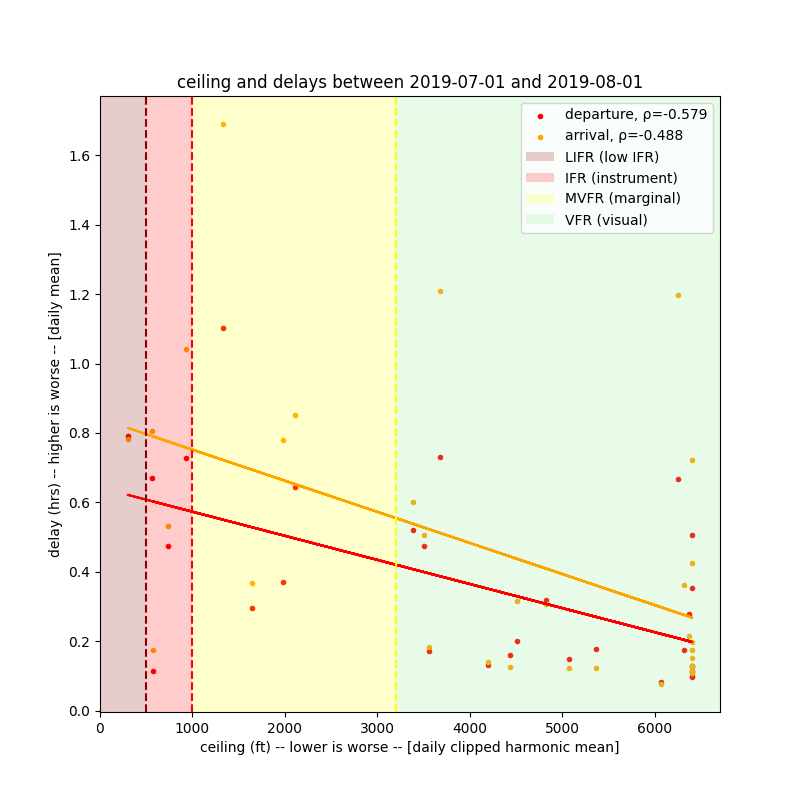 ceiling and delays between 2019-07-01 and 2019-08-01
departure, ρ=-0.579
arrival, ρ=-0.488
LIFR (low IFR)
IFR (instrument)
MVFR (marginal)
VFR (visual)
delay (hrs) -- higher is worse -- [daily mean]
1.6
1.4
1.2
1.0
0.8
0.6
0.4
0.2
0.0
0 1000 2000 3000 4000 5000 6000
ceiling (ft) -- lower is worse -- [daily clipped harmonic mean]